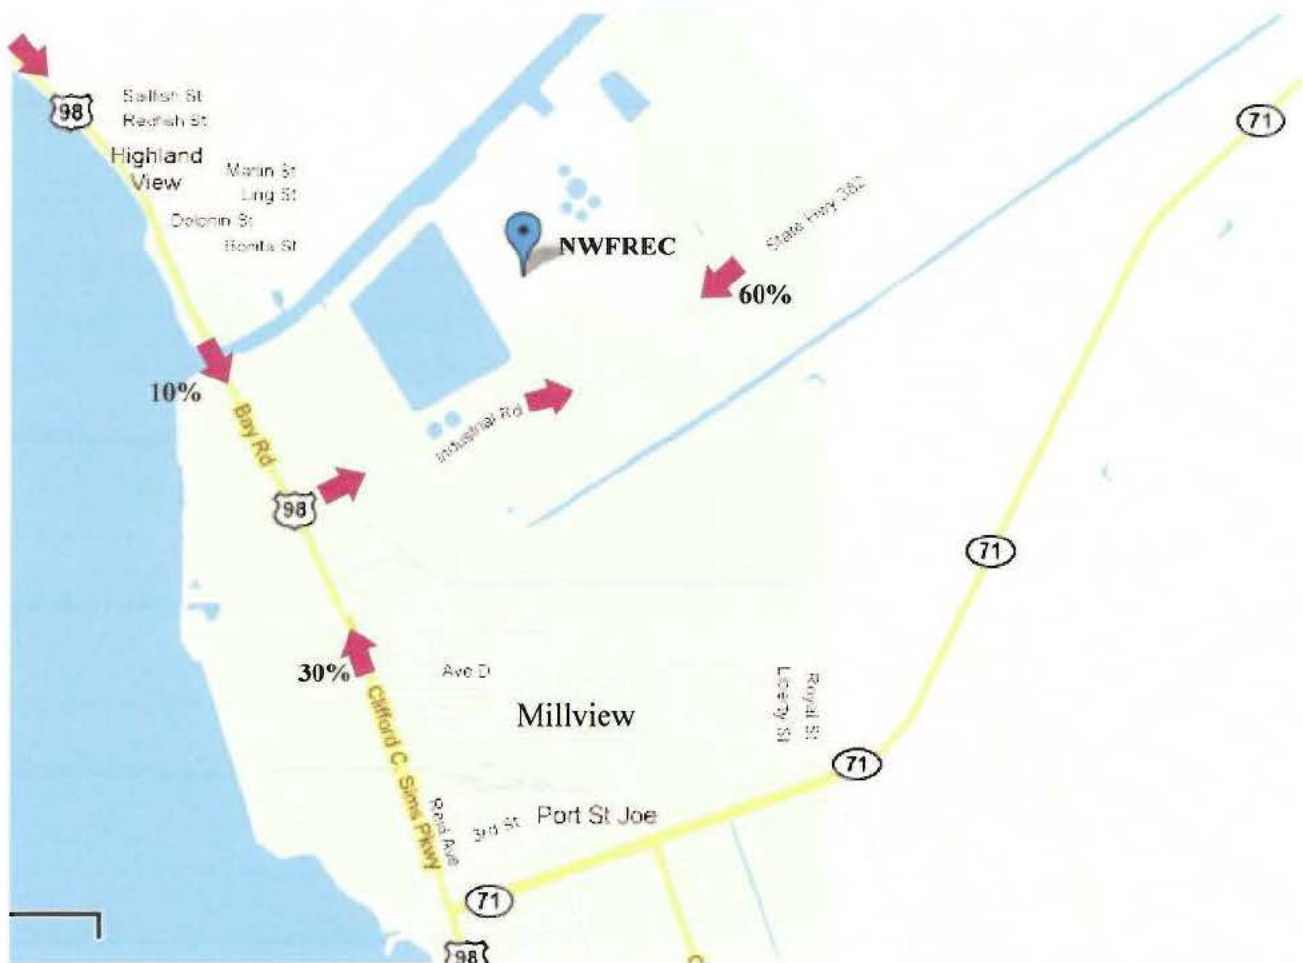 98
Sailfish St
Redfish St
Highland
View
Marlin St
Ling St
Dolphin St
Bonita St
71
State Hwy 382
NWFREC
60%
10%
Bay Rd
Industrial Rd
98
71
30%
Ave D
Millview
Liberty St
Royal St
71
Clifford C. Sims Pkwy
Reid Ave
3rd St
Port St Joe
71
98